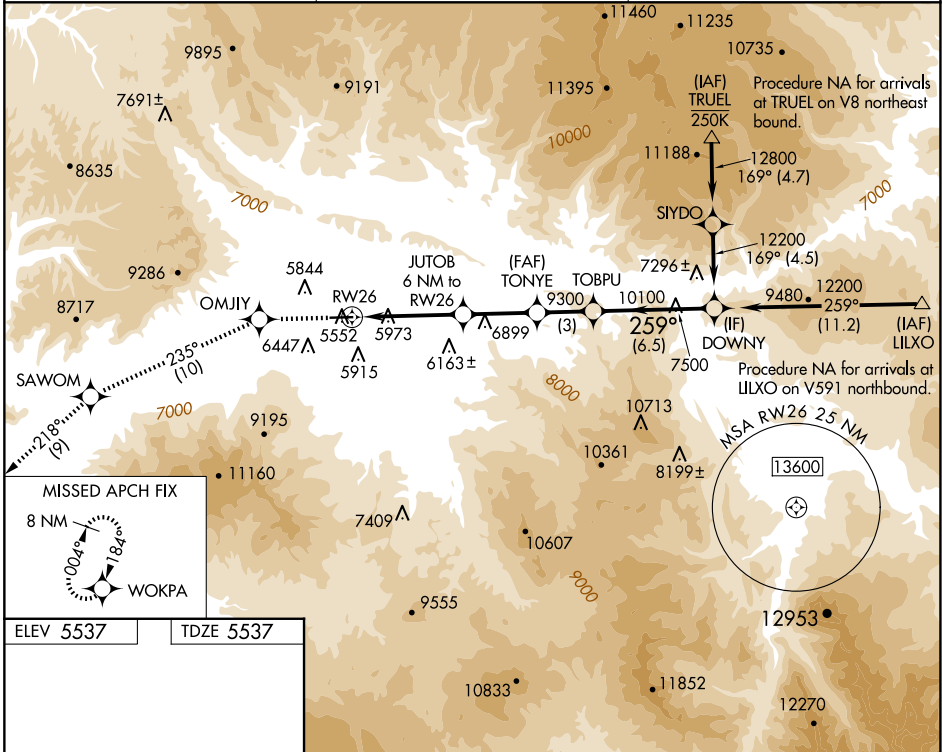 11460
11235
9895
10735
9191
11395
(IAF)
TRUEL
250K
Procedure NA for arrivals
at TRUEL on V8 northeast
bound.
7691±
10000
11188
12800
169° (4.7)
8635
7000
7000
SIYDO
12200
169° (4.5)
9286
5844
JUTOB
6 NM to
RW26
(FAF)
TONYE
TOBPU
7296±
OMJIY
RW26
9300
(3)
10100
9480
12200
259°
(11.2)
8717
5552
5973
6899
259°
(6.5)
(IF)
DOWNY
(IAF)
LILXO
6447
5915
6163±
7500
235°
(10)
Procedure NA for arrivals at
LILXO on V591 northbound.
SAWOM
7000
8000
218°
(9)
9195
10713
MSA RW26 25 NM
13600
11160
10361
8199±
MISSED APCH FIX
8 NM
004°
184°
WOKPA
7409
10607
9000
9555
12953
ELEV 5537
TDZE 5537
10833
11852
12270